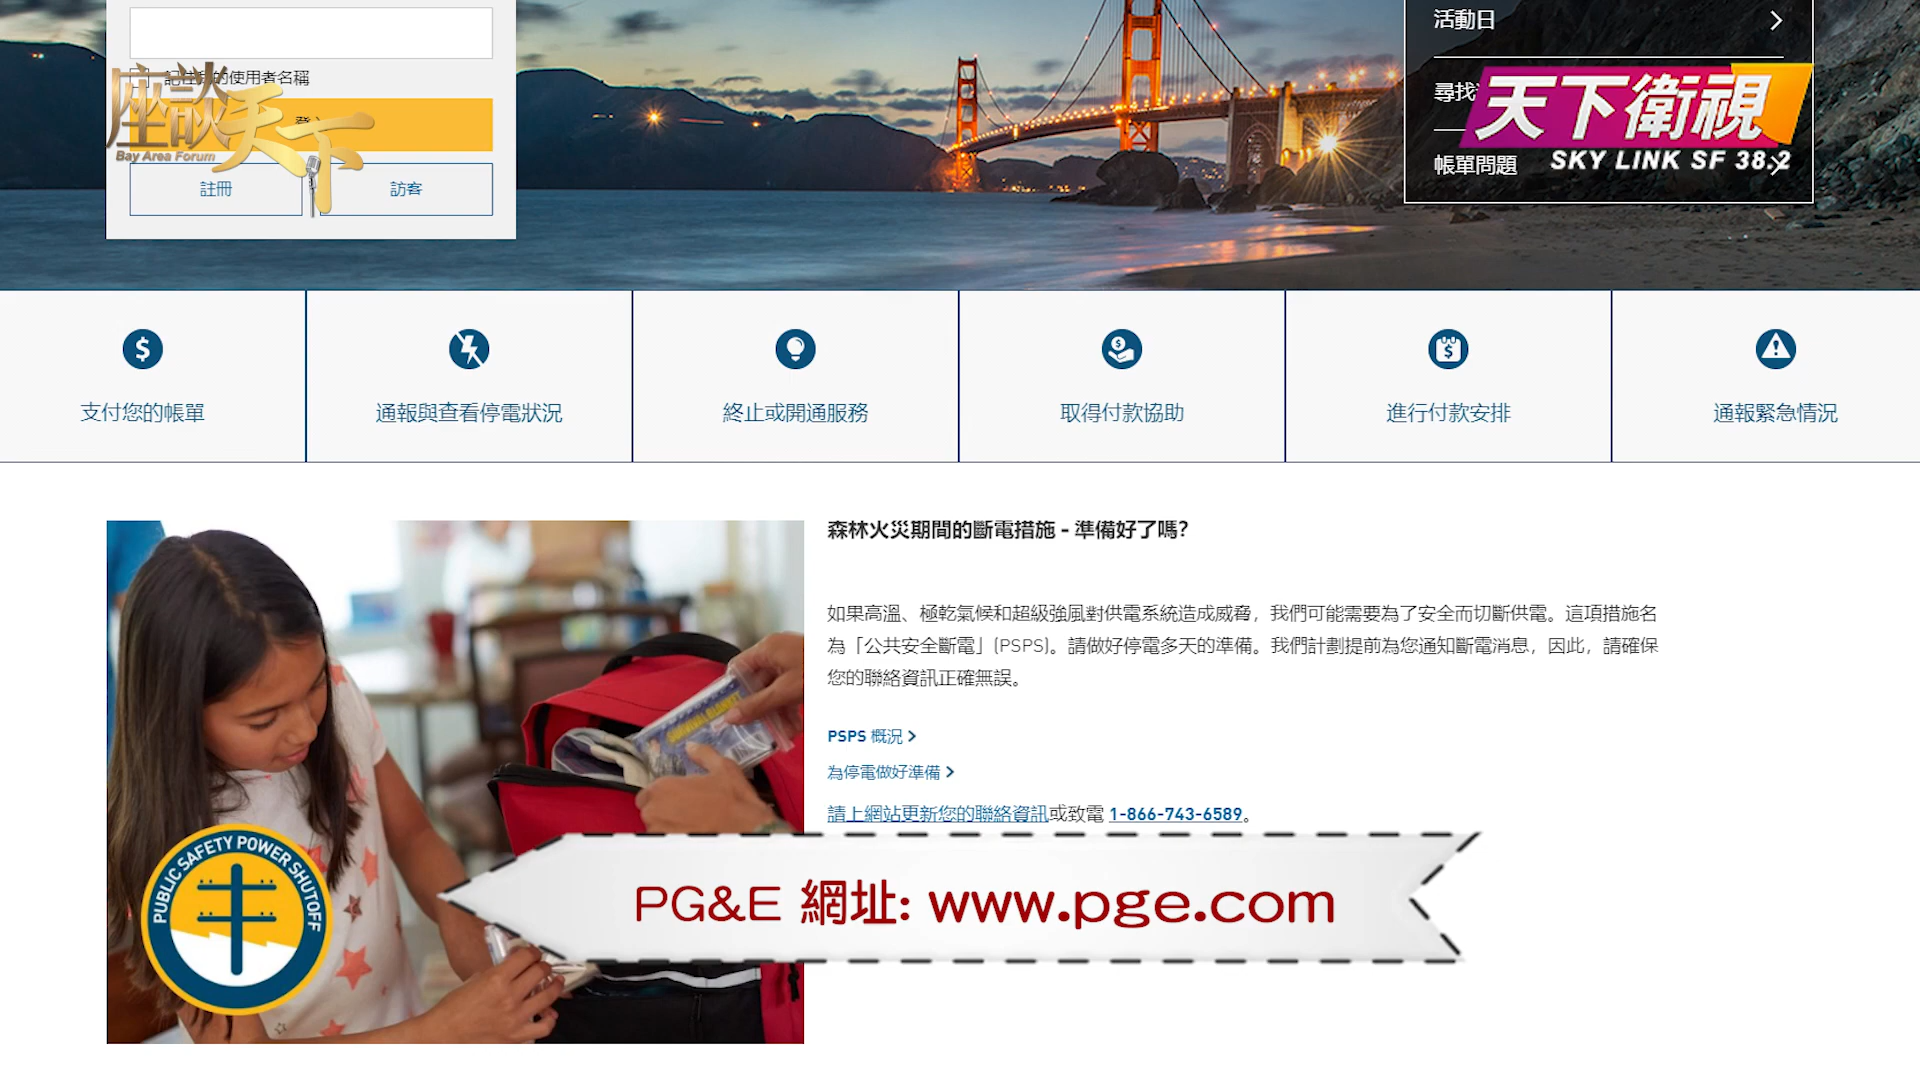 活動日
記住我的使用者名稱
座談天下
Bay Area Forum
天下衛視
SKY LINK SF 38.2
尋找
帳單問題
註冊
訪客
支付您的帳單
通報與查看停電狀況
終止或開通服務
取得付款協助
進行付款安排
通報緊急情況
森林火災期間的斷電措施 - 準備好了嗎?
如果高溫、極乾氣候和超級強風對供電系統造成威脅，我們可能需要為了安全而切斷供電。這項措施名
為「公共安全斷電」(PSPS)。請做好停電多天的準備。我們計劃提前為您通知斷電消息，因此，請確保
您的聯絡資訊正確無誤。
PSPS 概況
為停電做好準備
請上網站更新您的聯絡資訊或致電 1-866-743-6589。
SURVIVAL BLANKET
PUBLIC SAFETY POWER SHUTOFF
PG&E 網址: www.pge.com